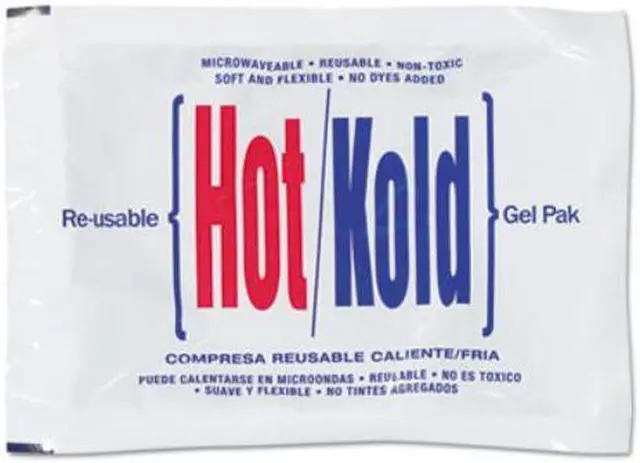 MICROWAVEABLE • REUSABLE • NON-TOXIC
SOFT AND FLEXIBLE • NO DYES ADDED
Re-usable { Hot/Kold } Gel Pak
COMPRESA REUSABLE CALIENTE/FRIA
PUEDE CALENTARSE EN MICROONDAS • REUSABLE • NO ES TOXICO
• SUAVE Y FLEXIBLE • NO TINTES AGREGADOS